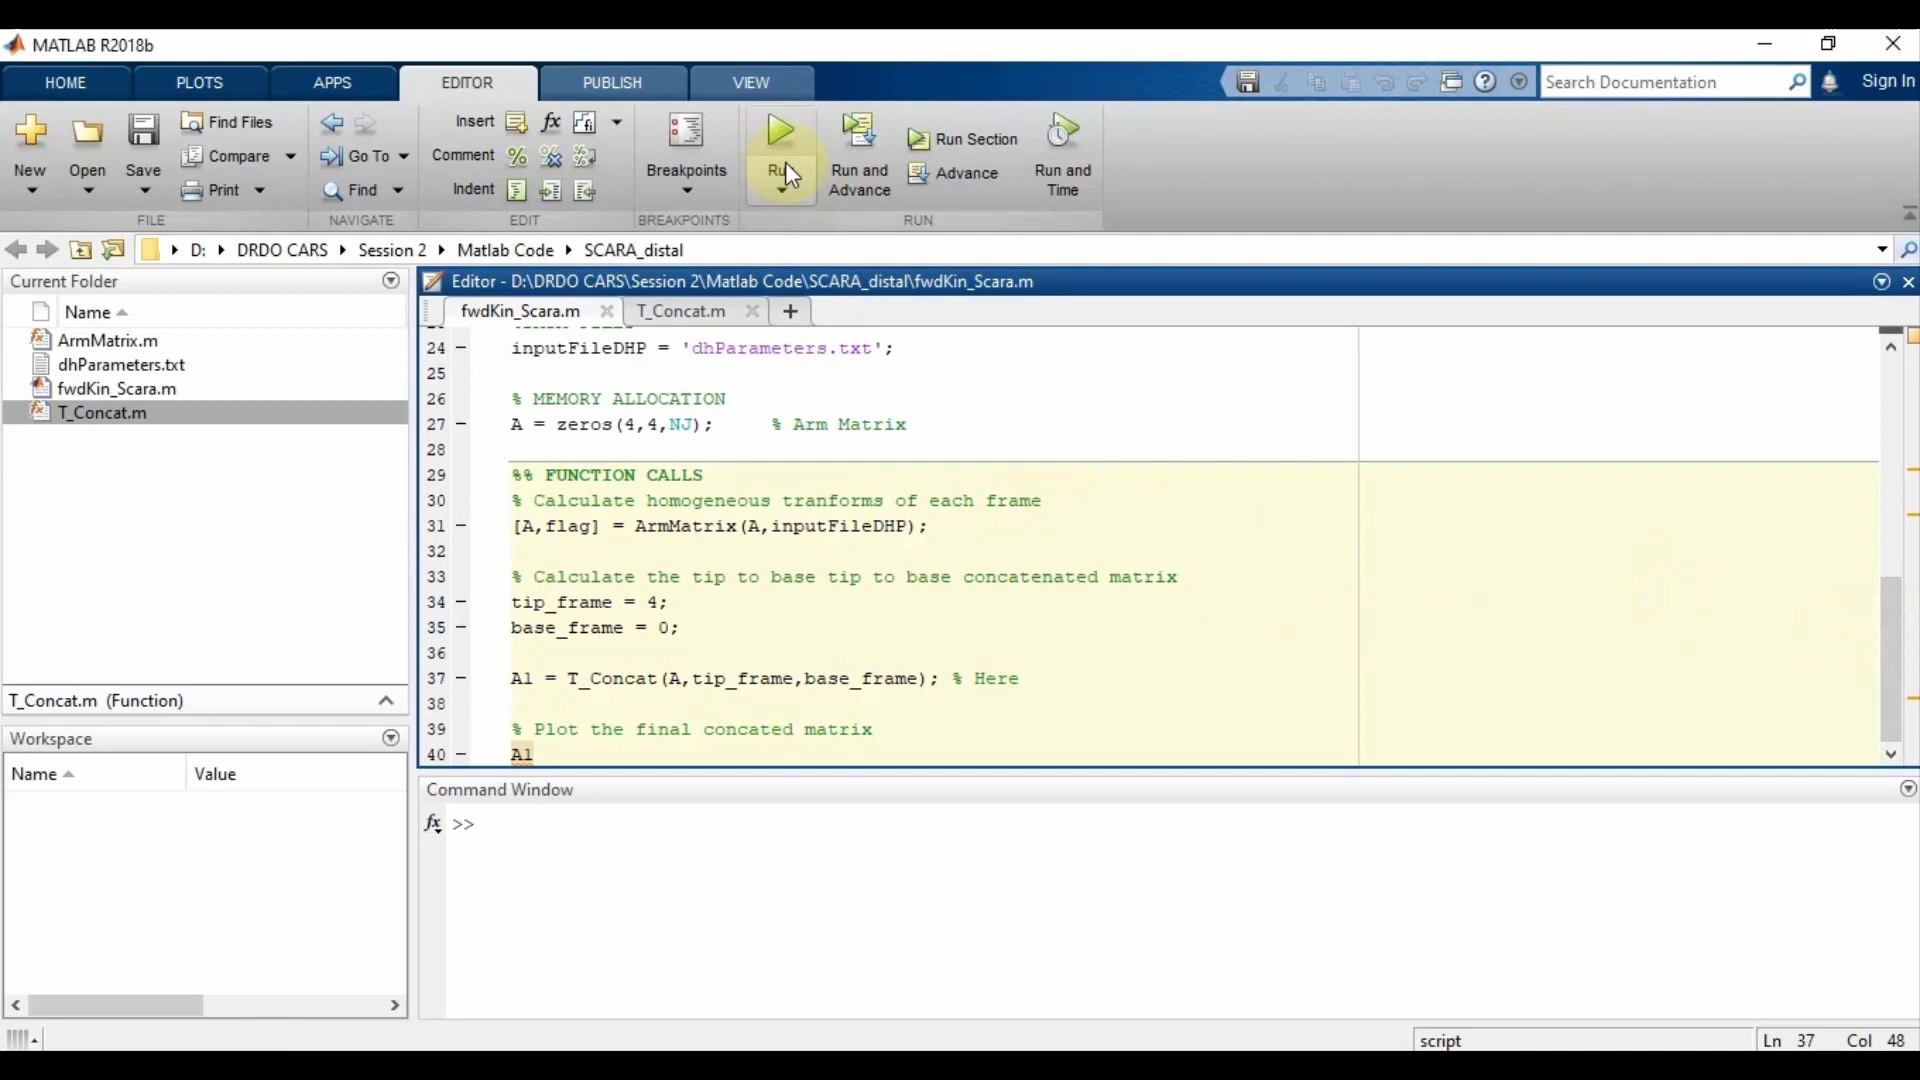 MATLAB R2018b
HOME PLOTS APPS EDITOR PUBLISH VIEW
Search Documentation
Sign In
New
Open
Save
Find Files
Compare
Print
FILE
Go To
Find
NAVIGATE
Insert
Comment
Indent
EDIT
Breakpoints
BREAKPOINTS
Run and Advance
Run Section
Advance
Run and Time
RUN
D: DRDO CARS Session 2 Matlab Code SCARA_distal
Current Folder
Name
ArmMatrix.m
dhParameters.txt
fwdKin_Scara.m
T_Concat.m
T_Concat.m (Function)
Workspace
Name Value
Editor - D:\DRDO CARS\Session 2\Matlab Code\SCARA_distal\fwdKin_Scara.m
fwdKin_Scara.m T_Concat.m
24 – inputFileDHP = 'dhParameters.txt';
25
26 % MEMORY ALLOCATION
27 – A = zeros(4,4,NJ); % Arm Matrix
28
29 %% FUNCTION CALLS
30 % Calculate homogeneous tranforms of each frame
31 – [A,flag] = ArmMatrix(A,inputFileDHP);
32
33 % Calculate the tip to base tip to base concatenated matrix
34 – tip_frame = 4;
35 – base_frame = 0;
36
37 – A1 = T_Concat(A,tip_frame,base_frame); % Here
38
39 % Plot the final concated matrix
40 – A1
Command Window
fx >>
script
Ln 37 Col 48